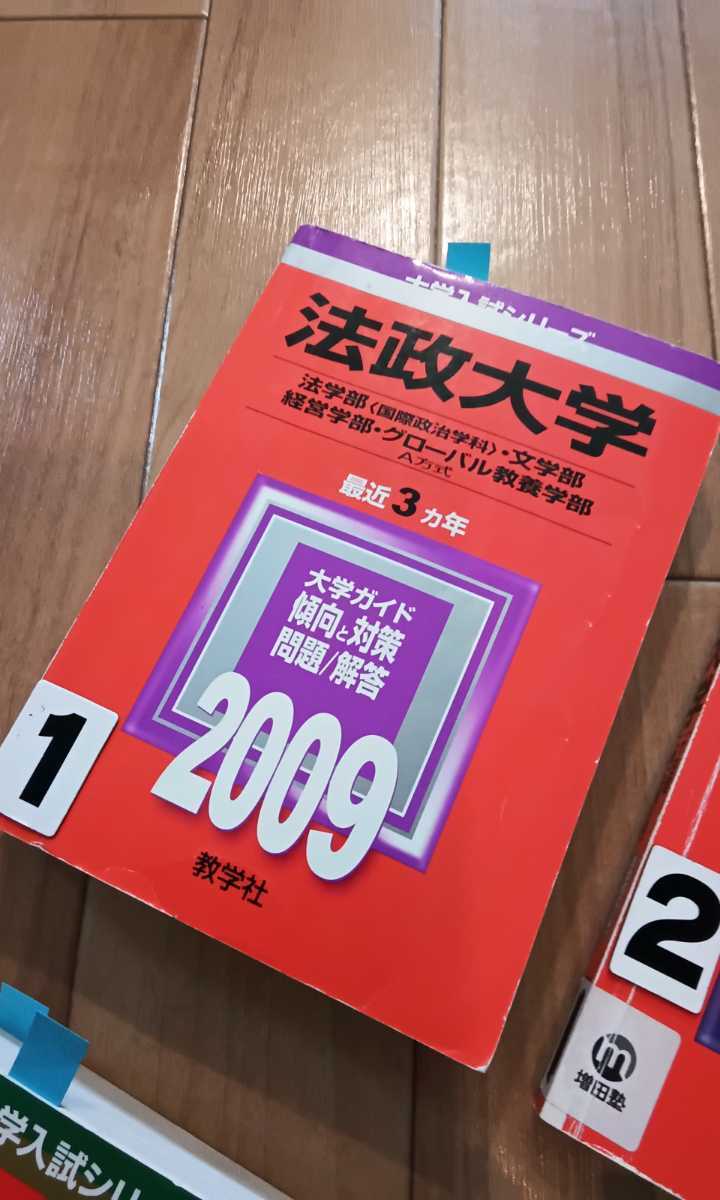 大学入試シリーズ
法政大学
法学部〈国際政治学科〉・文学部
経営学部・グローバル教養学部
A方式
最近3カ年
大学ガイド
傾向と対策
問題/解答
2009
教学社
1
2
増田塾
学入試シリ